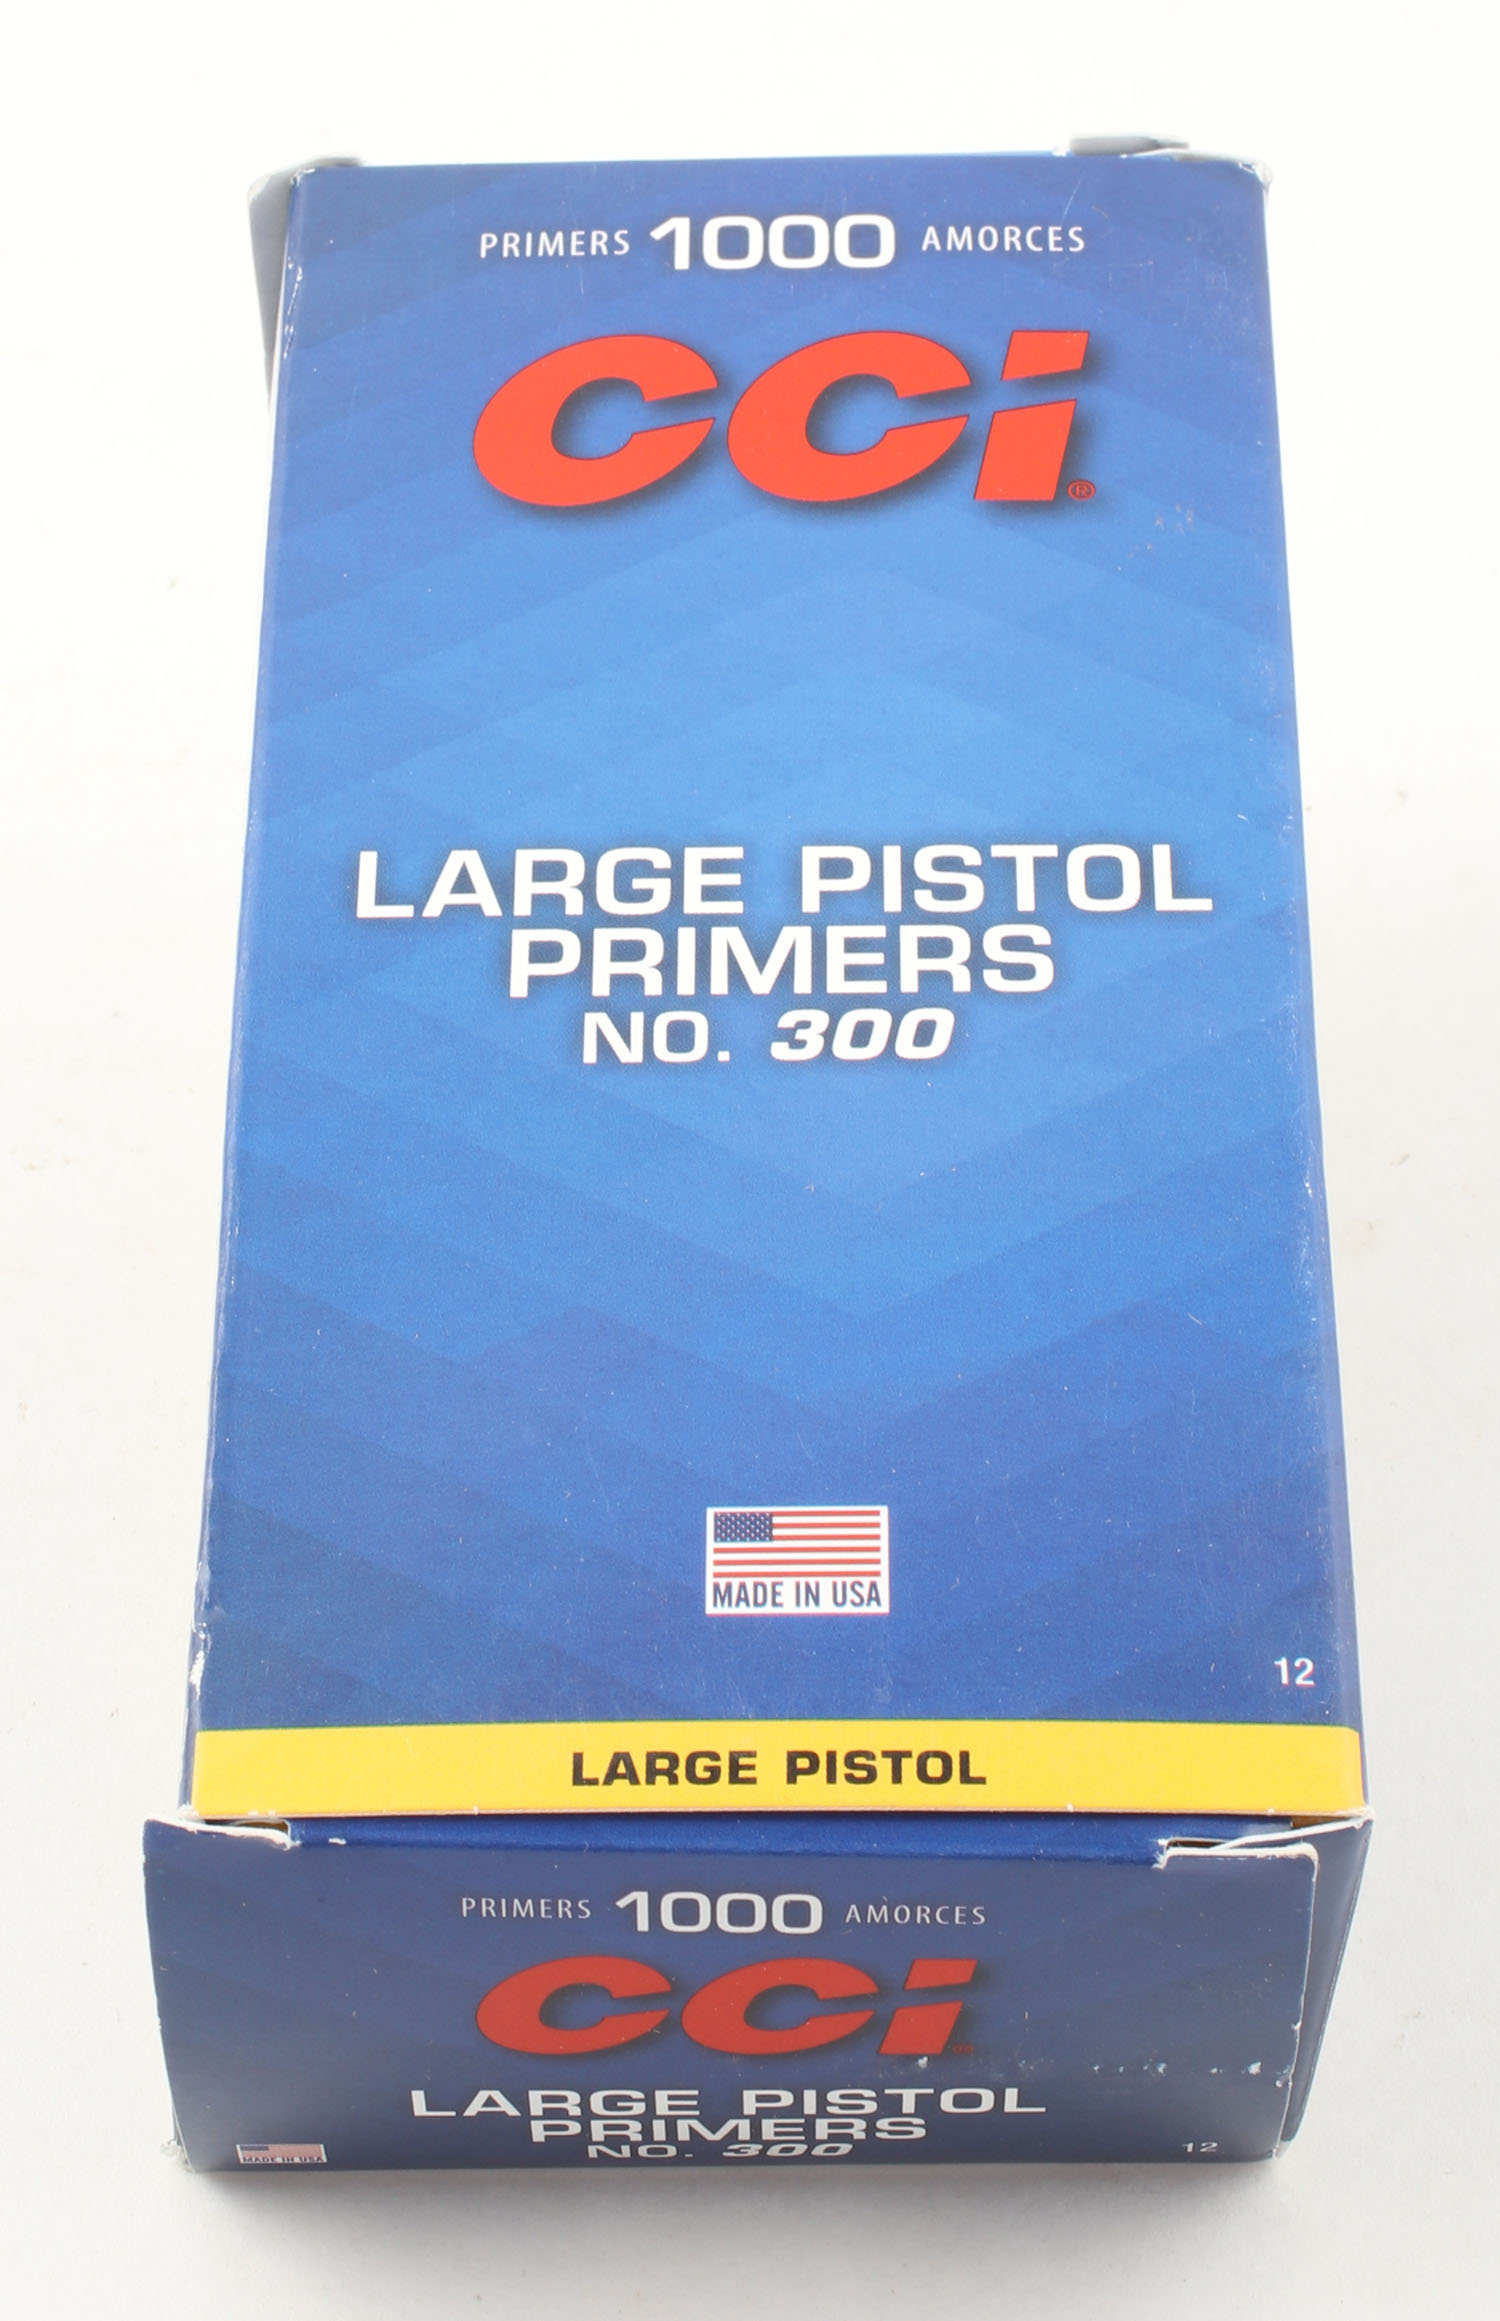 PRIMERS 1000 AMORCES
CCI®
LARGE PISTOL
PRIMERS
NO. 300
MADE IN USA
12
LARGE PISTOL
PRIMERS 1000 AMORCES
CCI
LARGE PISTOL
PRIMERS
NO. 300
MADE IN USA
12